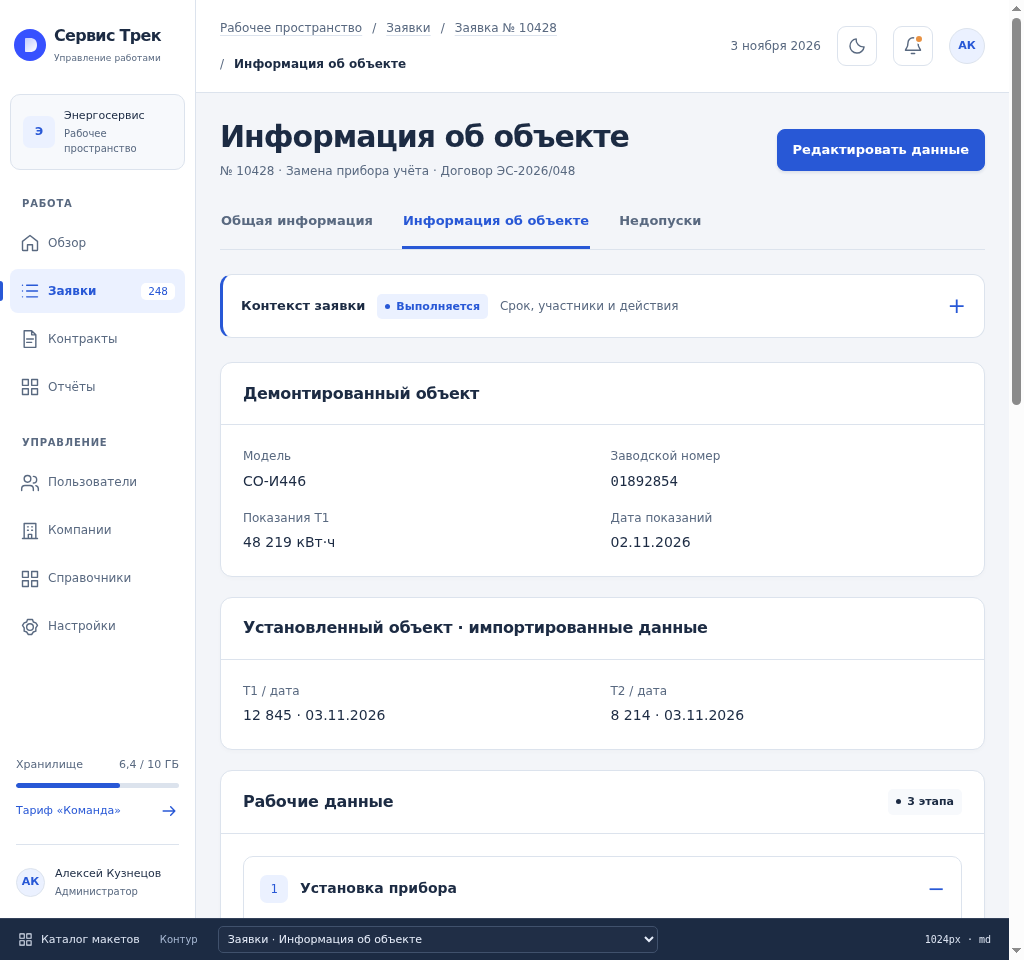 Сервис Трек
Управление работами
Э
Энергосервис
Рабочее
пространство
РАБОТА
Обзор
Заявки 248
Контракты
Отчёты
УПРАВЛЕНИЕ
Пользователи
Компании
Справочники
Настройки
Хранилище 6,4 / 10 ГБ
Тариф «Команда»
АК
Алексей Кузнецов
Администратор
Рабочее пространство / Заявки / Заявка № 10428
/ Информация об объекте
3 ноября 2026
АК
Информация об объекте
№ 10428 · Замена прибора учёта · Договор ЭС-2026/048
Редактировать данные
Общая информация Информация об объекте Недопуски
Контекст заявки Выполняется Срок, участники и действия
Демонтированный объект
Модель Заводской номер
СО-И446 01892854
Показания Т1 Дата показаний
48 219 кВт·ч 02.11.2026
Установленный объект · импортированные данные
Т1 / дата Т2 / дата
12 845 · 03.11.2026 8 214 · 03.11.2026
Рабочие данные 3 этапа
1 Установка прибора
Каталог макетов Контур Заявки · Информация об объекте 1024px · md